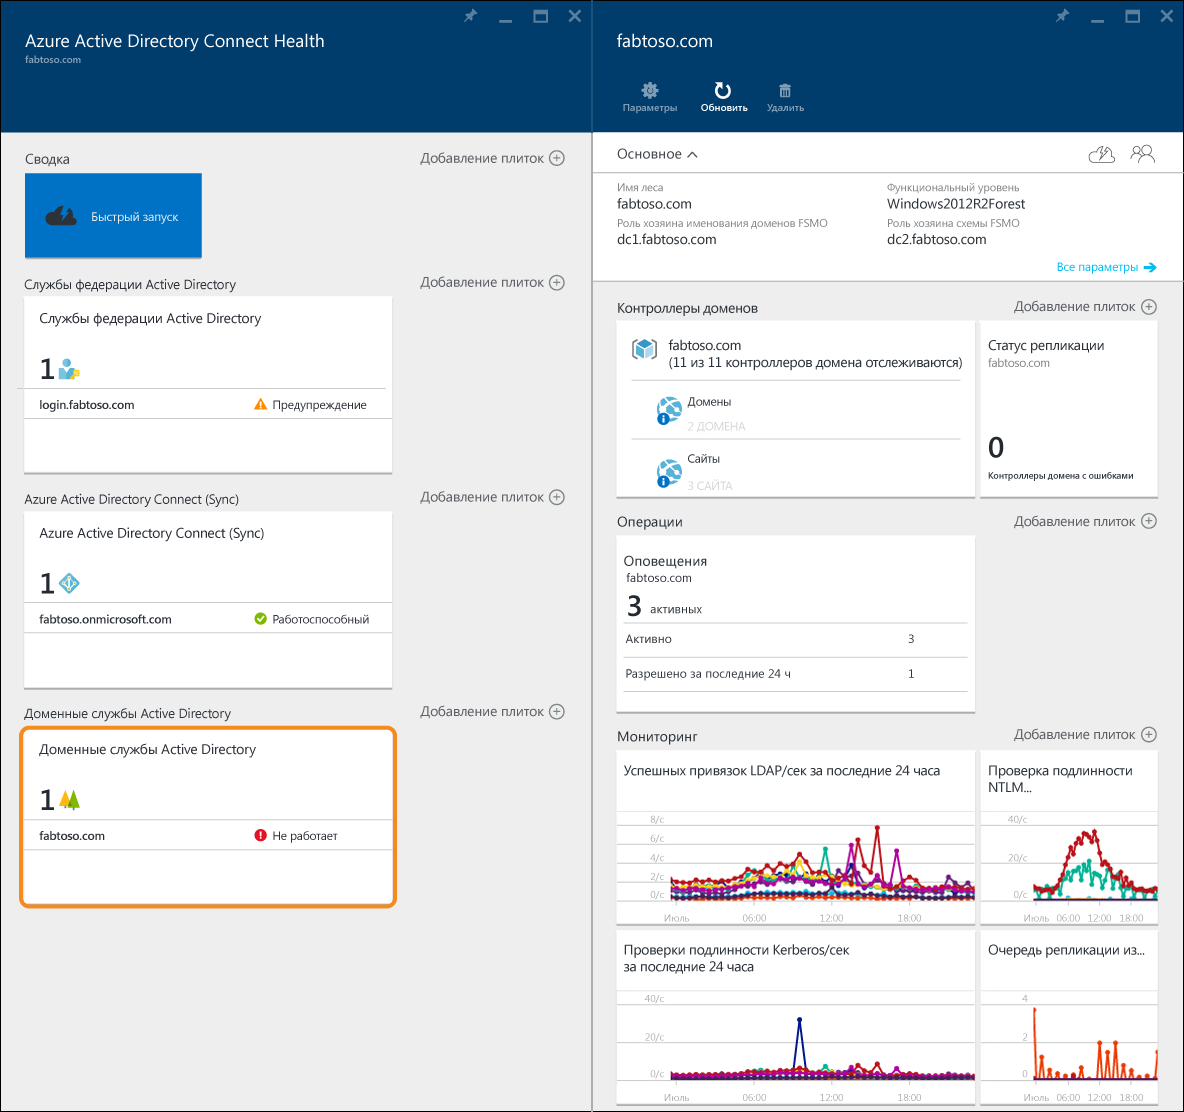 Azure Active Directory Connect Health
fabtoso.com
Сводка
Добавление плиток
Быстрый запуск
Службы федерации Active Directory
Добавление плиток
Службы федерации Active Directory
1
login.fabtoso.com
Предупреждение
Azure Active Directory Connect (Sync)
Добавление плиток
Azure Active Directory Connect (Sync)
1
fabtoso.onmicrosoft.com
Работоспособный
Доменные службы Active Directory
Добавление плиток
Доменные службы Active Directory
1
fabtoso.com
Не работает
fabtoso.com
Параметры
Обновить
Удалить
Основное
Имя леса
fabtoso.com
Функциональный уровень
Windows2012R2Forest
Роль хозяина именования доменов FSMO
dc1.fabtoso.com
Роль хозяина схемы FSMO
dc2.fabtoso.com
Все параметры
Контроллеры доменов
Добавление плиток
fabtoso.com
(11 из 11 контроллеров домена отслеживаются)
Домены
2 ДОМЕНА
Сайты
3 САЙТА
Статус репликации
fabtoso.com
0
Контроллеры домена с ошибками
Операции
Добавление плиток
Оповещения
fabtoso.com
3 активных
Активно 3
Разрешено за последние 24 ч 1
Мониторинг
Добавление плиток
Успешных привязок LDAP/сек за последние 24 часа
8/с
6/с
4/с
2/с
0/с
Июль 06:00 12:00 18:00
Проверка подлинности
NTLM...
40/с
20/с
0/с
Июль 06:00 12:00 18:00
Проверки подлинности Kerberos/сек
за последние 24 часа
40/с
20/с
0/с
Июль 06:00 12:00 18:00
Очередь репликации из...
4
2
0
Июль 06:00 12:00 18:00